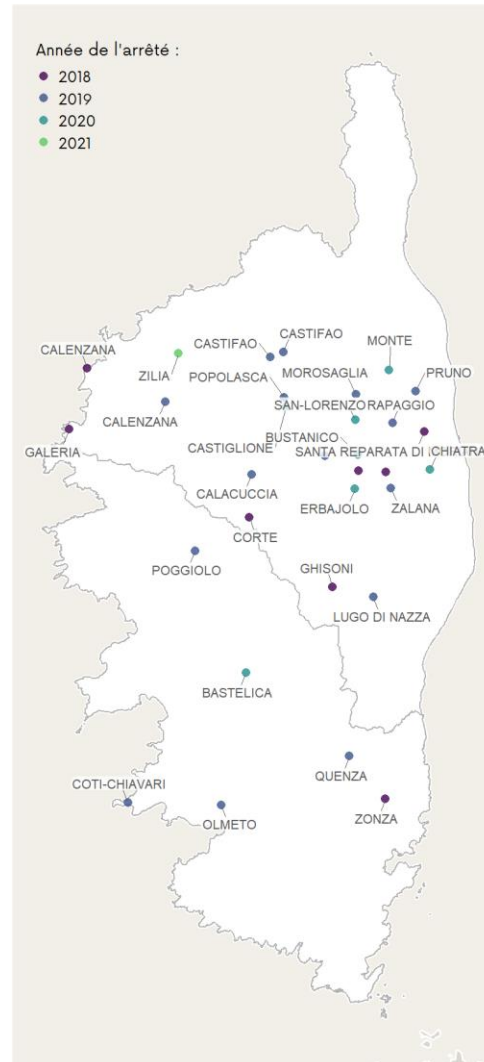 Année de l'arrêté :
2018
2019
2020
2021
CASTIFAO
CALENZANA
CASTIFAO
MONTE
ZILIA
POPOLASCA
MOROSAGLIA
PRUNO
CALENZANA
SAN-LORENZO
RAPAGGIO
GALERIA
CASTIGLIONE
BUSTANICO
SANTA REPARATA DI
CHIATRA
CALACUCCIA
ERBAJOLO
ZALANA
CORTE
POGGIOLO
GHISONI
LUGO DI NAZZA
BASTELICA
COTI-CHIAVARI
QUENZA
OLMETO
ZONZA